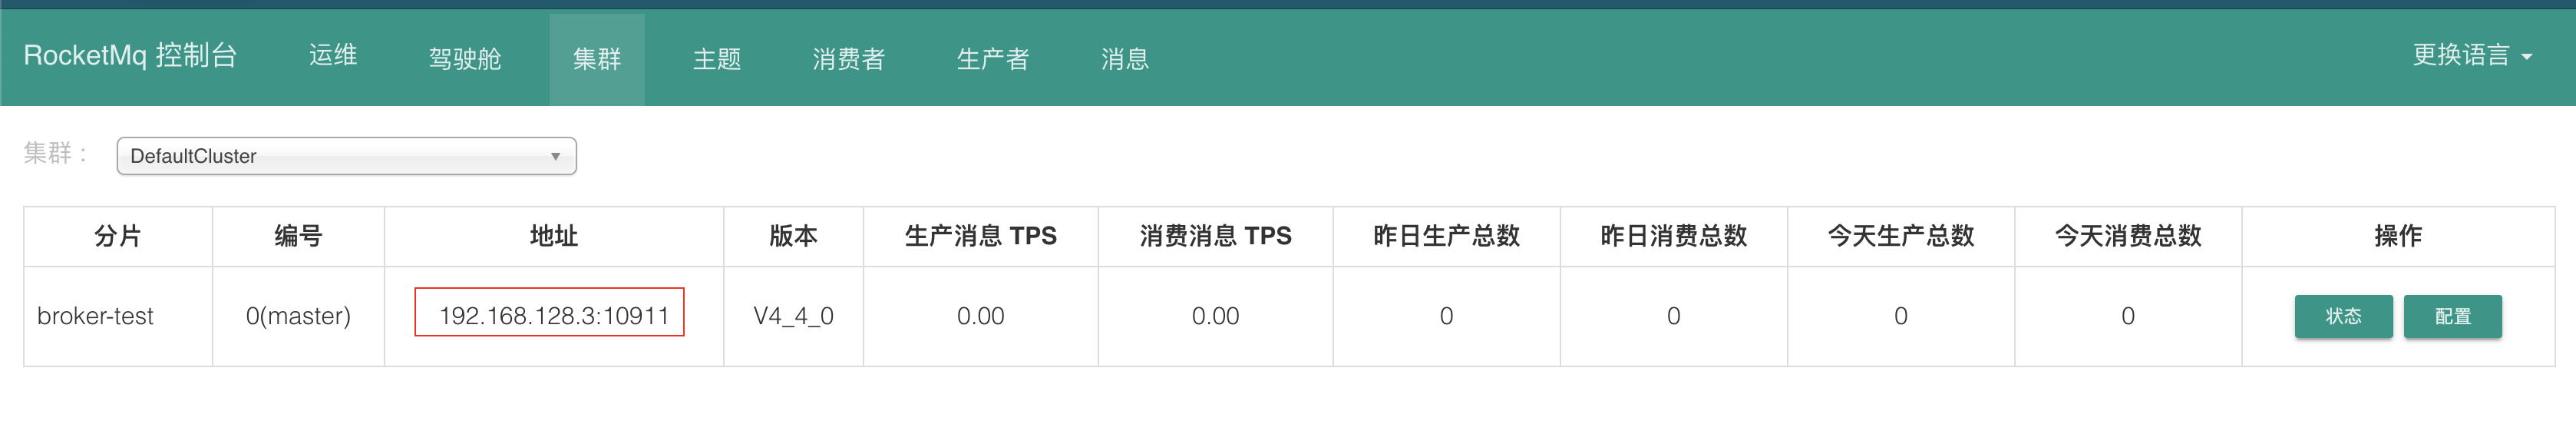 RocketMq 控制台 运维 驾驶舱 集群 主题 消费者 生产者 消息 更换语言
集群： DefaultCluster
分片 编号 地址 版本 生产消息 TPS 消费消息 TPS 昨日生产总数 昨日消费总数 今天生产总数 今天消费总数 操作
broker-test 0(master) 192.168.128.3:10911 V4_4_0 0.00 0.00 0 0 0 0 状态 配置